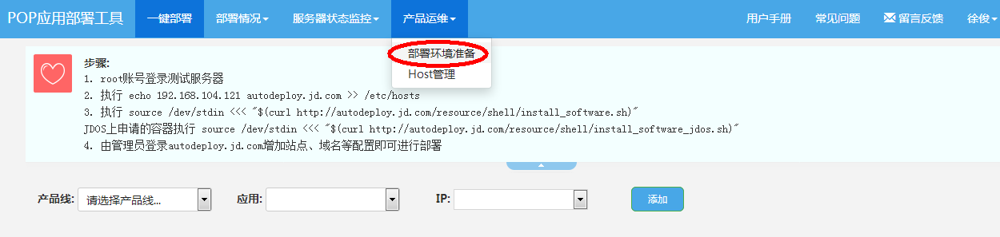 POP应用部署工具 一键部署 部署情况 服务器状态监控 产品运维 用户手册 常见问题 留言反馈 徐俊
部署环境准备
Host管理
步骤:
1. root账号登录测试服务器
2. 执行 echo 192.168.104.121 autodeploy.jd.com >> /etc/hosts
3. 执行 source /dev/stdin <<< "$(curl http://autodeploy.jd.com/resource/shell/install_software.sh)"
JDOS上申请的容器执行 source /dev/stdin <<< "$(curl http://autodeploy.jd.com/resource/shell/install_software_jdos.sh)"
4. 由管理员登录autodeploy.jd.com增加站点、域名等配置即可进行部署
产品线: 请选择产品线... 应用: IP: 添加